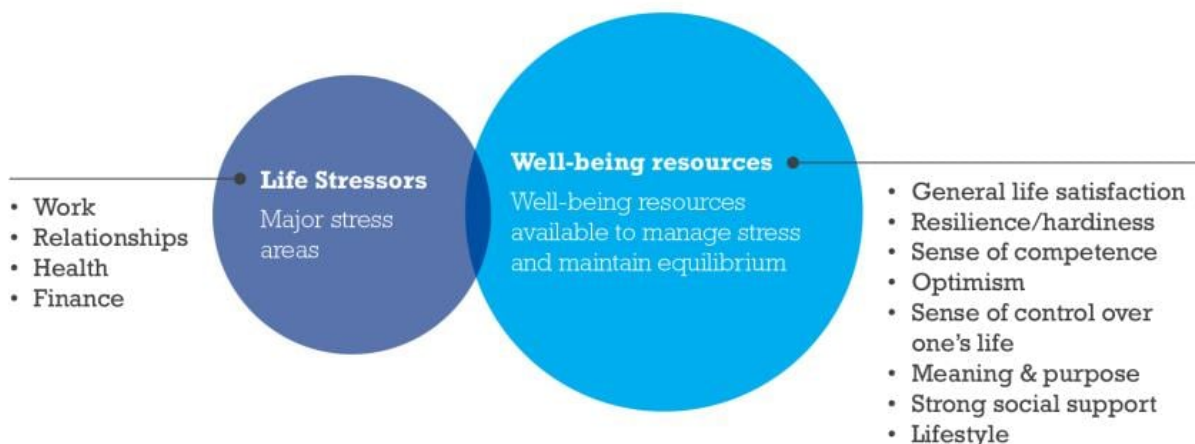 Life Stressors
Major stress
areas
• Work
• Relationships
• Health
• Finance
Well-being resources
Well-being resources
available to manage stress
and maintain equilibrium
• General life satisfaction
• Resilience/hardiness
• Sense of competence
• Optimism
• Sense of control over
one's life
• Meaning & purpose
• Strong social support
• Lifestyle